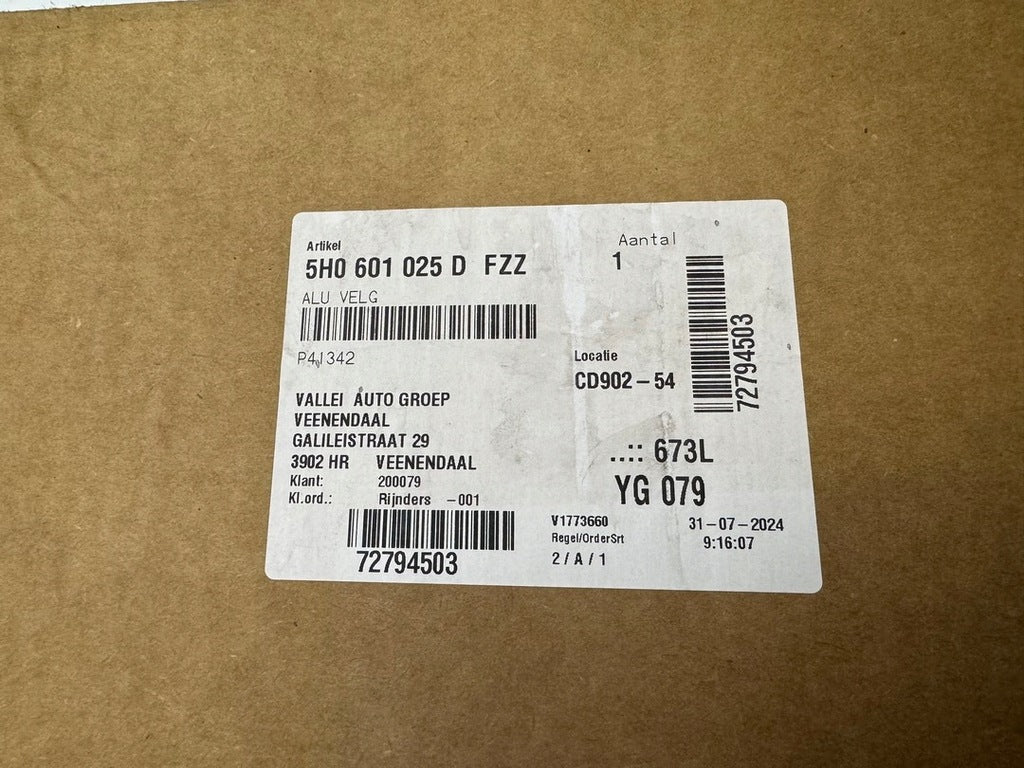 Artikel
5H0 601 025 D FZZ
ALU VELG
P41342
Aantal
1
72794503
Locatie
CD902-54
VALLEI AUTO GROEP
VEENENDAAL
GALILEISTRAAT 29
3902 HR VEENENDAAL
Klant: 200079
Kl.ord.: Rijnders -001
72794503
..:: 673L
YG 079
V1773660
Regel/OrderSrt
2/A/1
31-07-2024
9:16:07